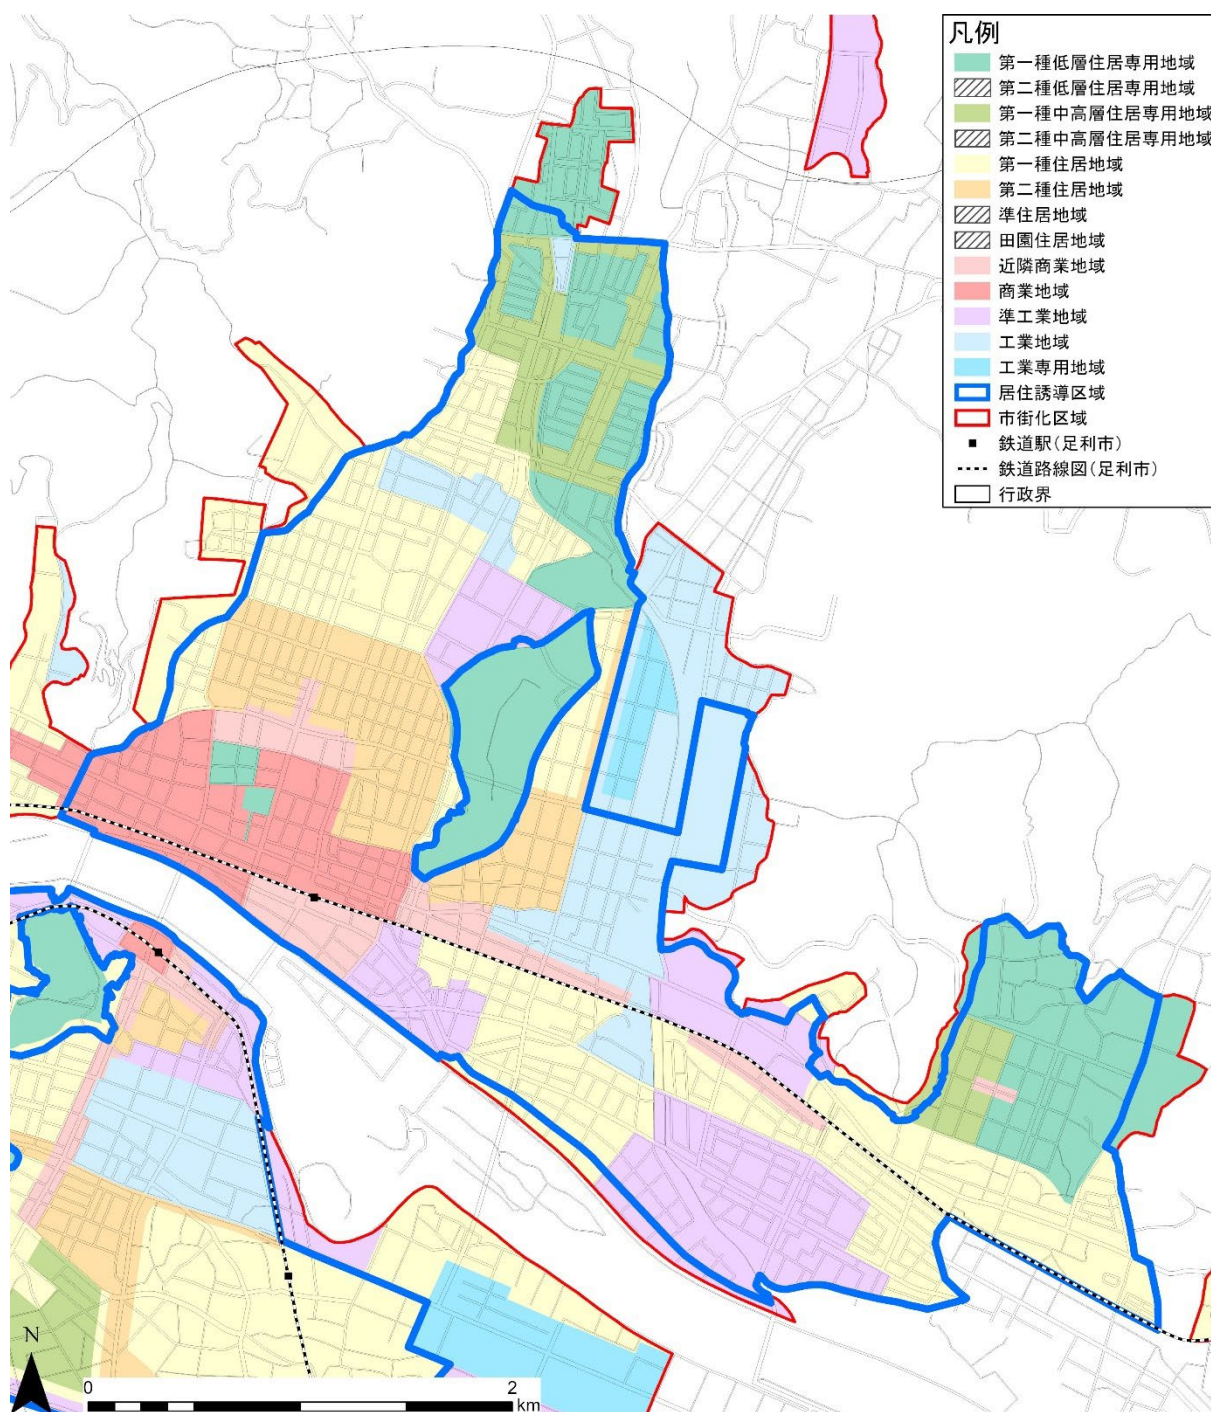 凡例
第一種低層住居専用地域
第二種低層住居専用地域
第一種中高層住居専用地域
第二種中高層住居専用地域
第一種住居地域
第二種住居地域
準住居地域
田園住居地域
近隣商業地域
商業地域
準工業地域
工業地域
工業専用地域
居住誘導区域
市街化区域
鉄道駅(足利市)
鉄道路線図(足利市)
行政界
N
0 2
km